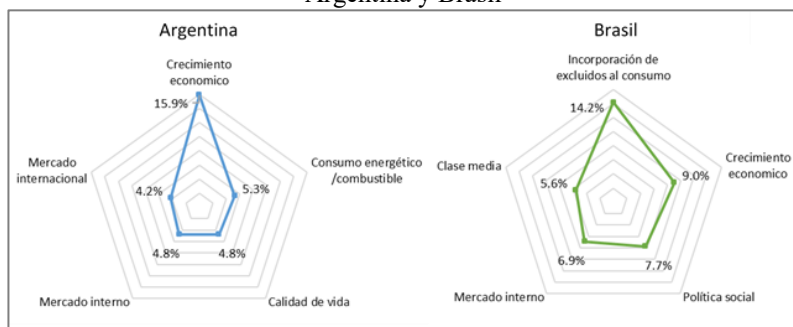 Argentina y Brasil
Argentina
Crecimiento
economico
15.9%
Mercado
internacional
Consumo energético
/combustible
4.2%
5.3%
4.8%
4.8%
Mercado interno
Calidad de vida
Brasil
Incorporación de
excluidos al consumo
14.2%
Clase media
Crecimiento
economico
5.6%
9.0%
6.9%
7.7%
Mercado interno
Política social